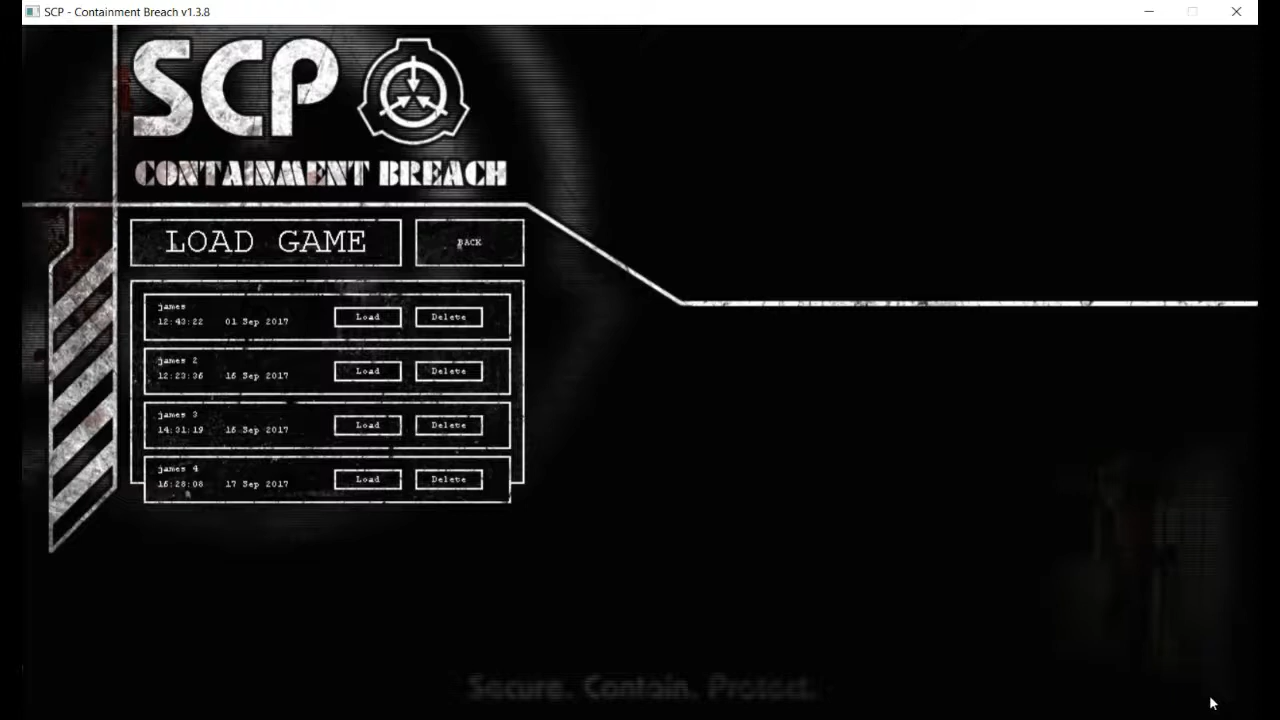 SCP - Containment Breach v1.3.8
SCP
CONTAINMENT BREACH
LOAD GAME
BACK
james
12:43:22 01 Sep 2017 Load Delete
james 2
12:23:36 16 Sep 2017 Load Delete
james 3
14:31:19 16 Sep 2017 Load Delete
james 4
16:28:08 17 Sep 2017 Load Delete
Secure. Contain. Protect.